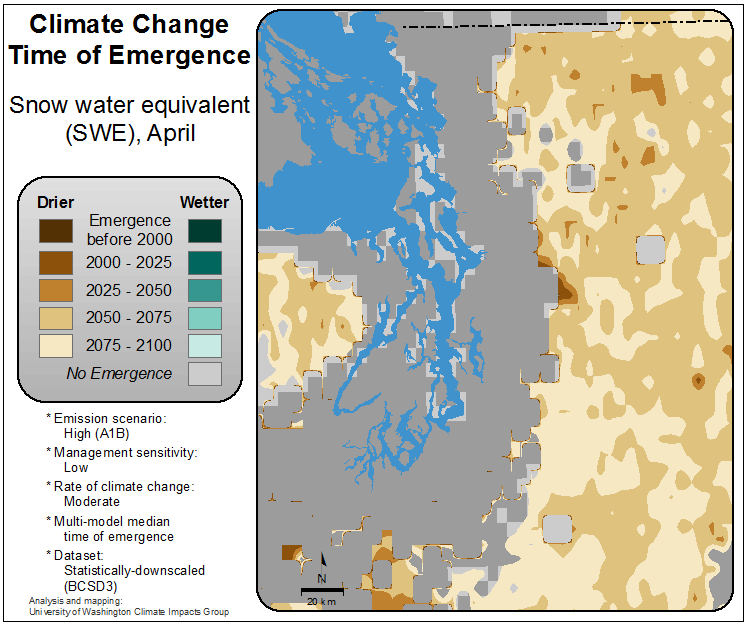 Climate Change
Time of Emergence
Snow water equivalent
(SWE), April
Drier Wetter
Emergence
before 2000
2000 - 2025
2025 - 2050
2050 - 2075
2075 - 2100
No Emergence
* Emission scenario:
High (A1B)
* Management sensitivity:
Low
* Rate of climate change:
Moderate
* Multi-model median
time of emergence
* Dataset:
Statistically-downscaled
(BCSD3)
Analysis and mapping:
University of Washington Climate Impacts Group
N
20 km